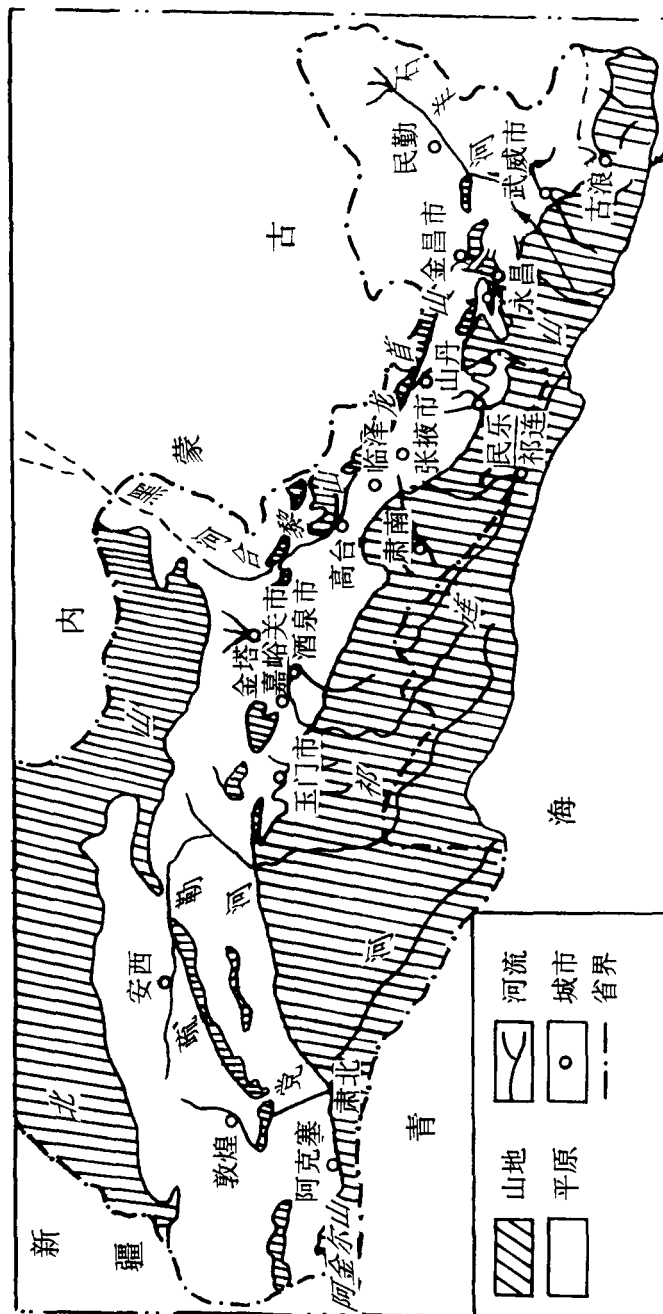 新疆
内蒙古
青海
北山
安西
疏勒河
敦煌
党河
阿克塞
肃北
阿金尔山
玉门市
金塔
嘉峪关市
酒泉市
黑河
台黎山
高台
临泽
龙首山
张掖市
山丹
肃南
民乐
祁连
祁连山
金昌市
永昌
民勤
石羊河
武威市
古浪
山地
河流
平原
城市
省界